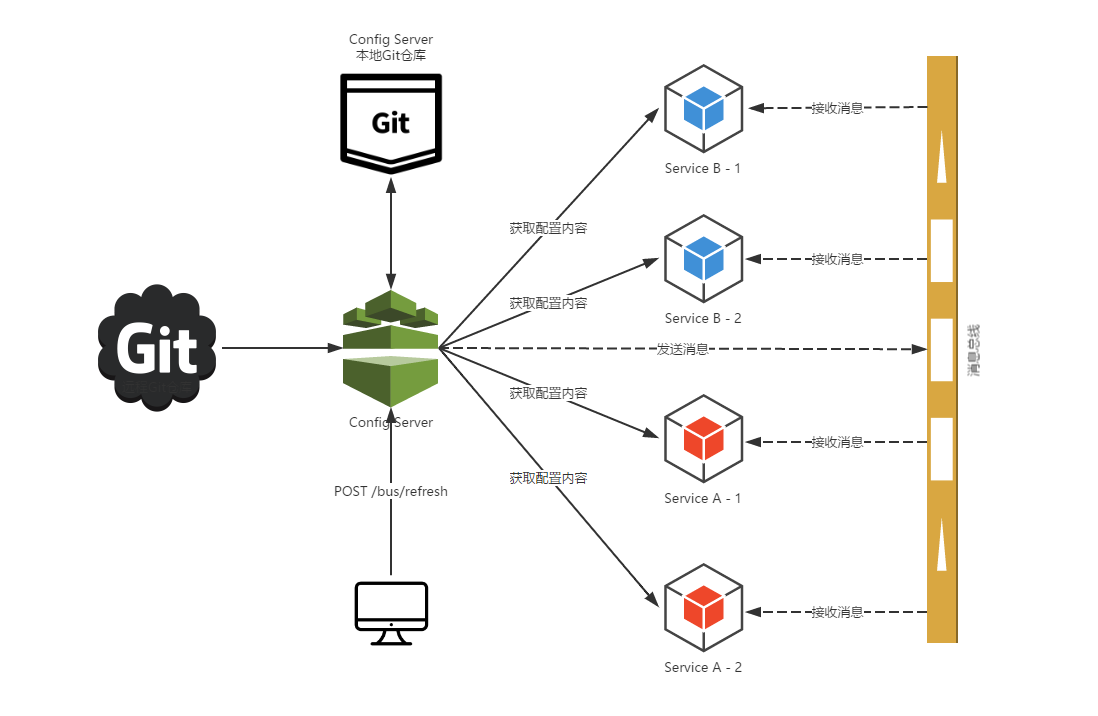 Config Server
本地Git仓库
Git
Git
Config Server
POST /bus/refresh
获取配置内容
获取配置内容
发送消息
获取配置内容
获取配置内容
Service B - 1
Service B - 2
Service A - 1
Service A - 2
接收消息
接收消息
接收消息
接收消息
消息总线